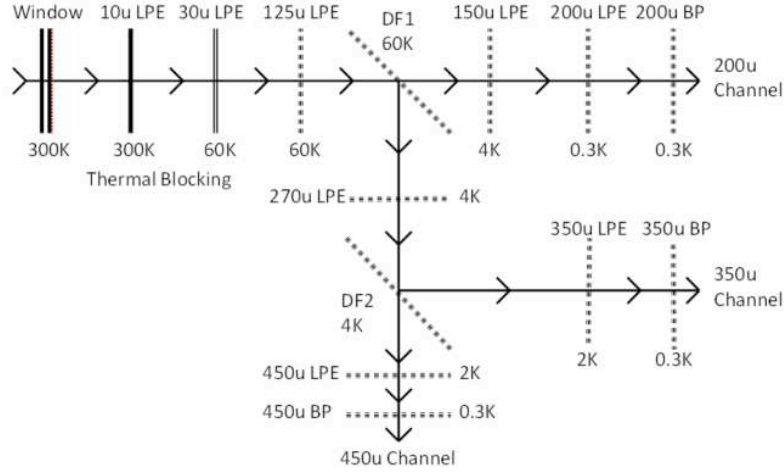 Window
10u LPE
30u LPE
125u LPE
DF1
60K
150u LPE
200u LPE
200u BP
200u
Channel
300K
300K
60K
60K
4K
0.3K
0.3K
Thermal Blocking
270u LPE
4K
350u LPE
350u BP
350u
Channel
DF2
4K
2K
0.3K
450u LPE
2K
450u BP
0.3K
450u Channel